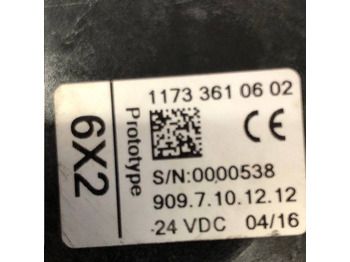 6X2
Prototype
1173 361 06 02
CE
S/N:0000538
909.7.10.12.12
24 VDC 04/16